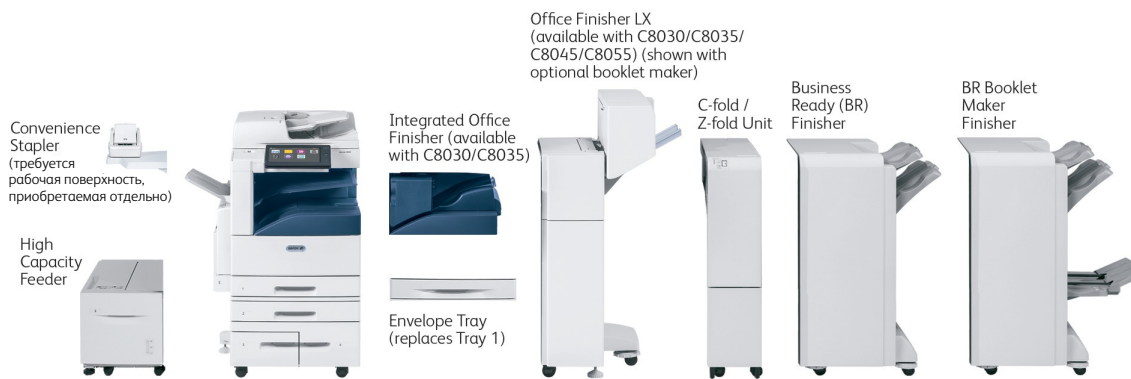 Convenience
Stapler
(требуется
рабочая поверхность,
приобретаемая отдельно)
High
Capacity
Feeder
Integrated Office
Finisher (available
with C8030/C8035)
Envelope Tray
(replaces Tray 1)
Office Finisher LX
(available with C8030/C8035/
C8045/C8055) (shown with
optional booklet maker)
C-fold /
Z-fold Unit
Business
Ready (BR)
Finisher
BR Booklet
Maker
Finisher